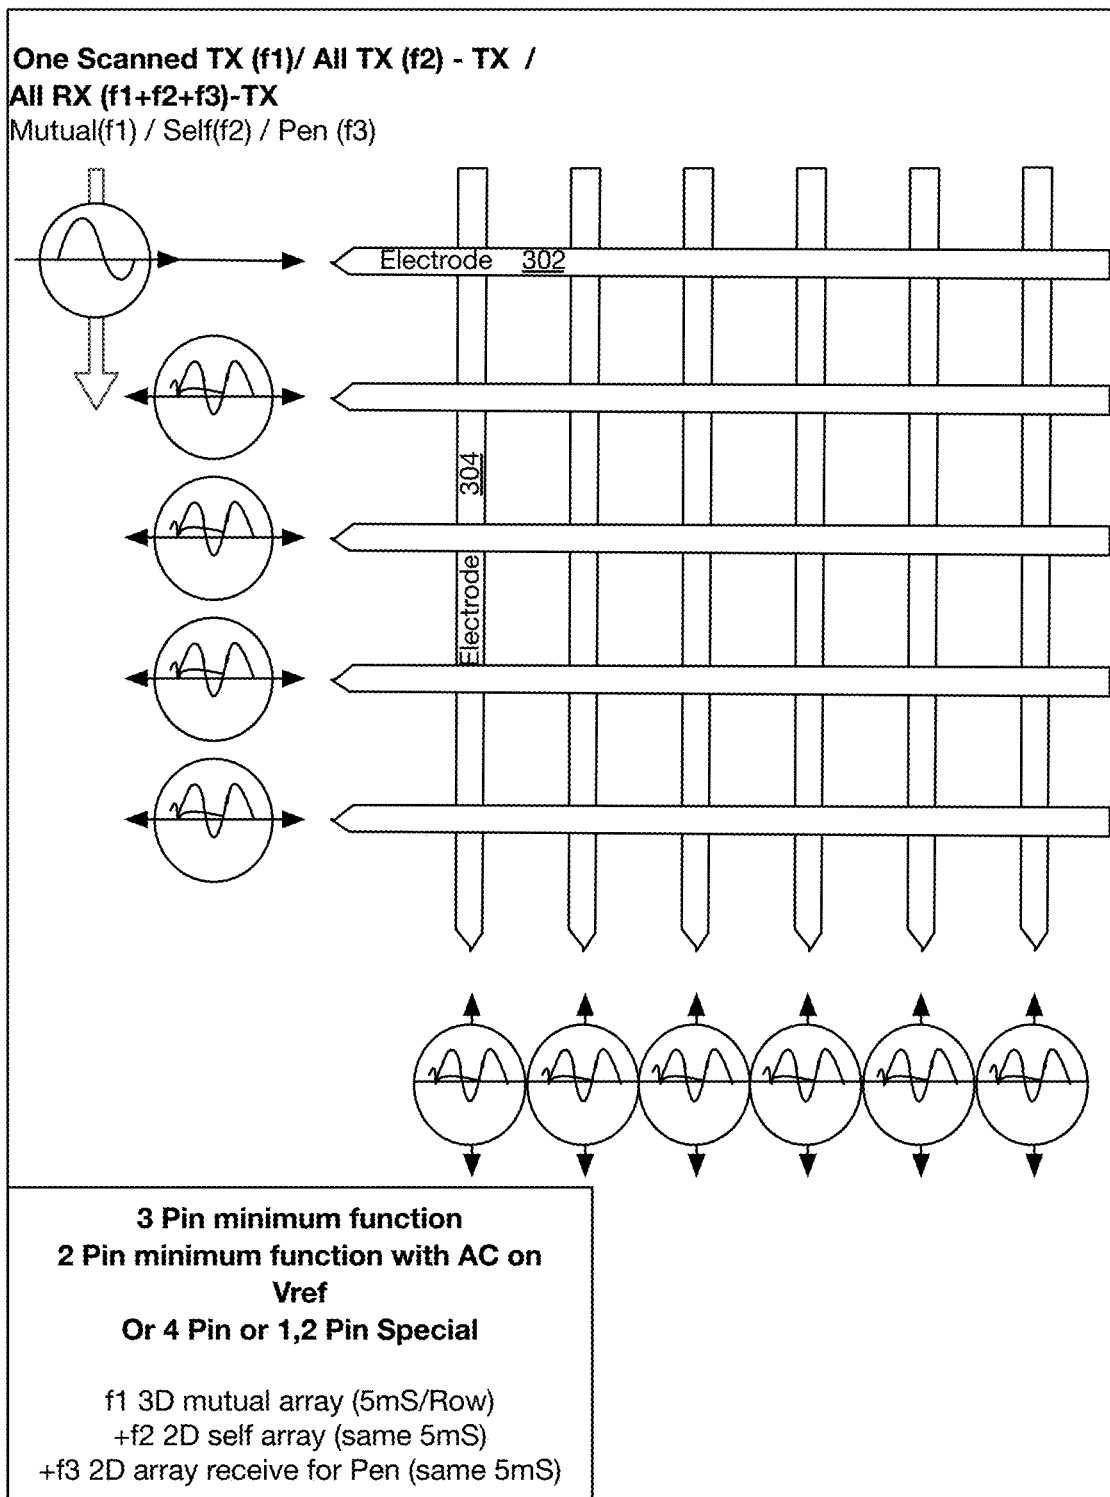 One Scanned TX (f1)/ All TX (f2) - TX /
All RX (f1+f2+f3)-TX
Mutual(f1) / Self(f2) / Pen (f3)
Electrode 302
Electrode 304
3 Pin minimum function
2 Pin minimum function with AC on
Vref
Or 4 Pin or 1,2 Pin Special
f1 3D mutual array (5mS/Row)
+f2 2D self array (same 5mS)
+f3 2D array receive for Pen (same 5mS)